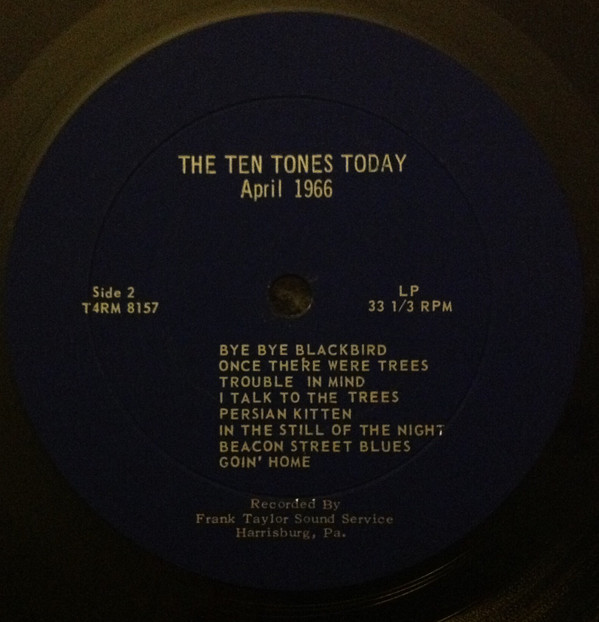 THE TEN TONES TODAY
April 1966
Side 2
T4RM 8157
LP
33 1/3 RPM
BYE BYE BLACKBIRD
ONCE THERE WERE TREES
TROUBLE IN MIND
I TALK TO THE TREES
PERSIAN KITTEN
IN THE STILL OF THE NIGHT
BEACON STREET BLUES
GOIN' HOME
Recorded By
Frank Taylor Sound Service
Harrisburg, Pa.